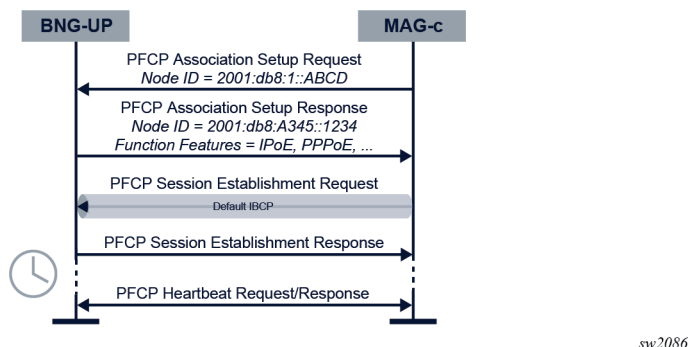 BNG-UP
MAG-c
PFCP Association Setup Request
Node ID = 2001:db8:1::ABCD
PFCP Association Setup Response
Node ID = 2001:db8:A345::1234
Function Features = IPoE, PPPoE, ...
PFCP Session Establishment Request
Default IBCP
PFCP Session Establishment Response
PFCP Heartbeat Request/Response
sw2086